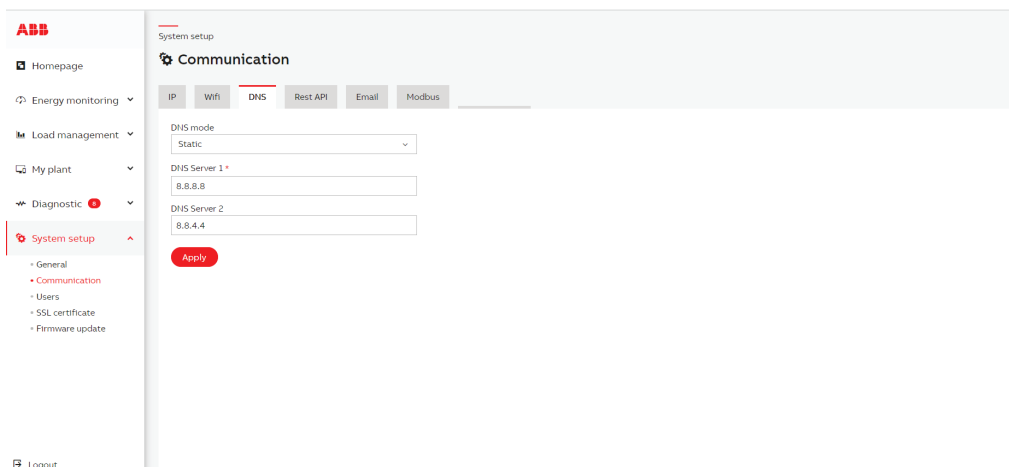 ABB
Homepage
Energy monitoring
Load management
My plant
Diagnostic 8
System setup
General
Communication
Users
SSL certificate
Firmware update
Logout
System setup
Communication
IP Wifi DNS Rest API Email Modbus
DNS mode
Static
DNS Server 1 *
8.8.8.8
DNS Server 2
8.8.4.4
Apply